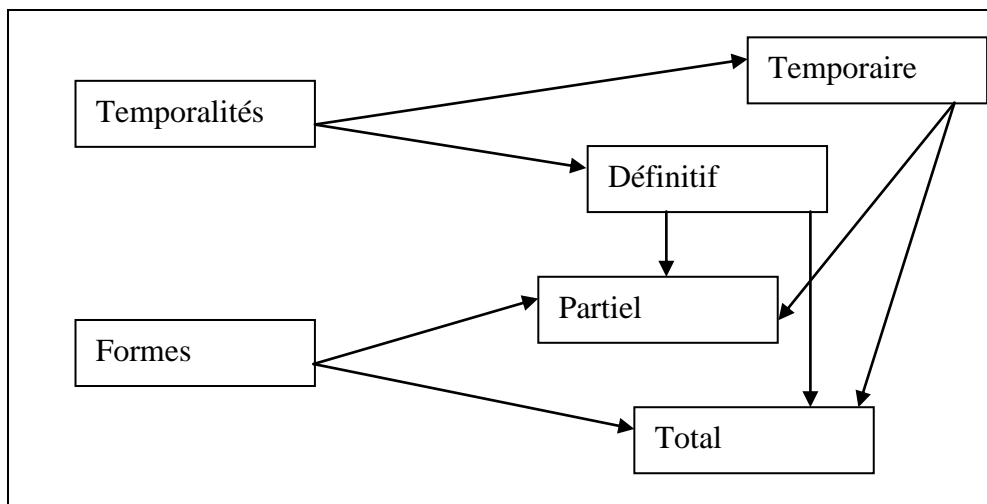 Temporaire
Temporalités
Définitif
Partiel
Formes
Total